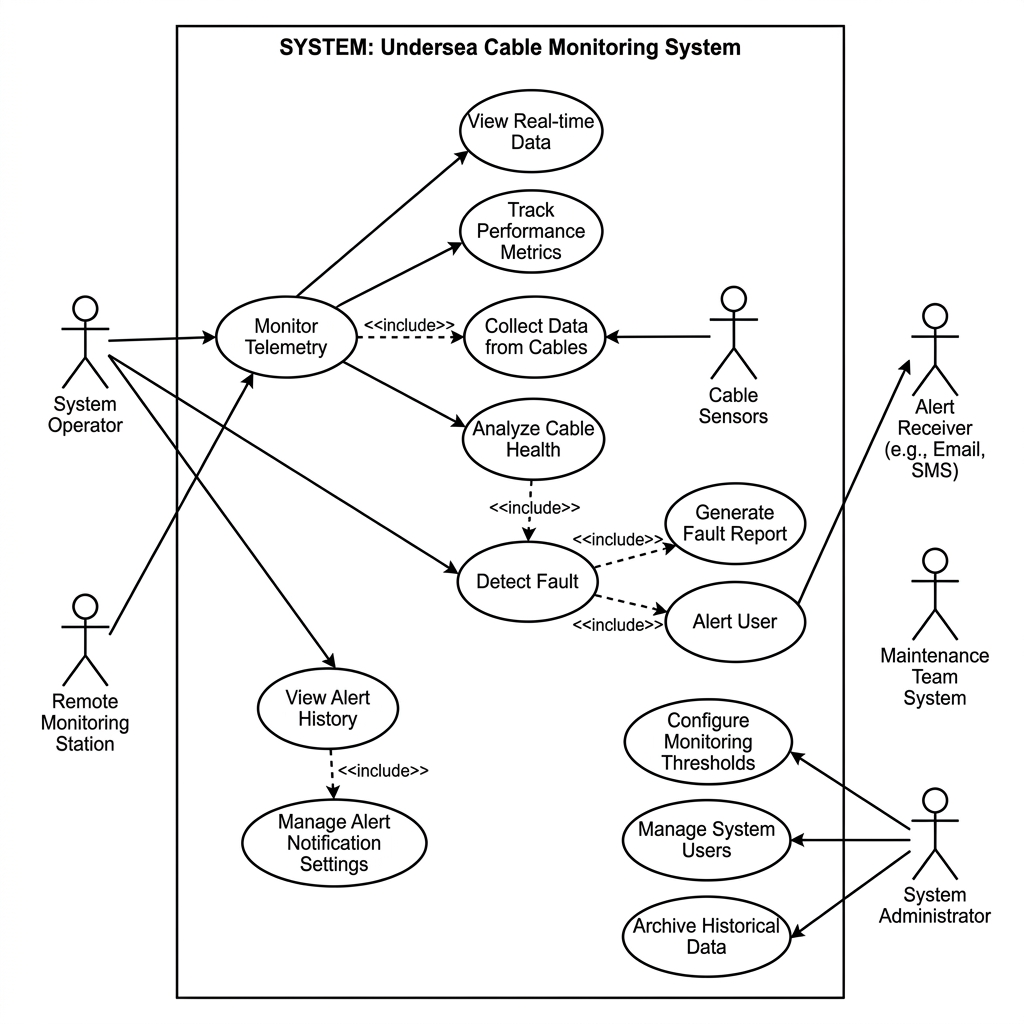 SYSTEM: Undersea Cable Monitoring System
View Real-time
Data
Track
Performance
Metrics
Monitor
Telemetry
<<include>>
Collect Data
from Cables
Cable
Sensors
System
Operator
Alert
Receiver
(e.g., Email,
SMS)
Analyze Cable
Health
<<include>>
Generate
Fault Report
<<include>>
Detect Fault
<<include>>
Alert User
Maintenance
Team
System
Remote
Monitoring
Station
View Alert
History
<<include>>
Manage Alert
Notification
Settings
Configure
Monitoring
Thresholds
Manage System
Users
Archive Historical
Data
System
Administrator